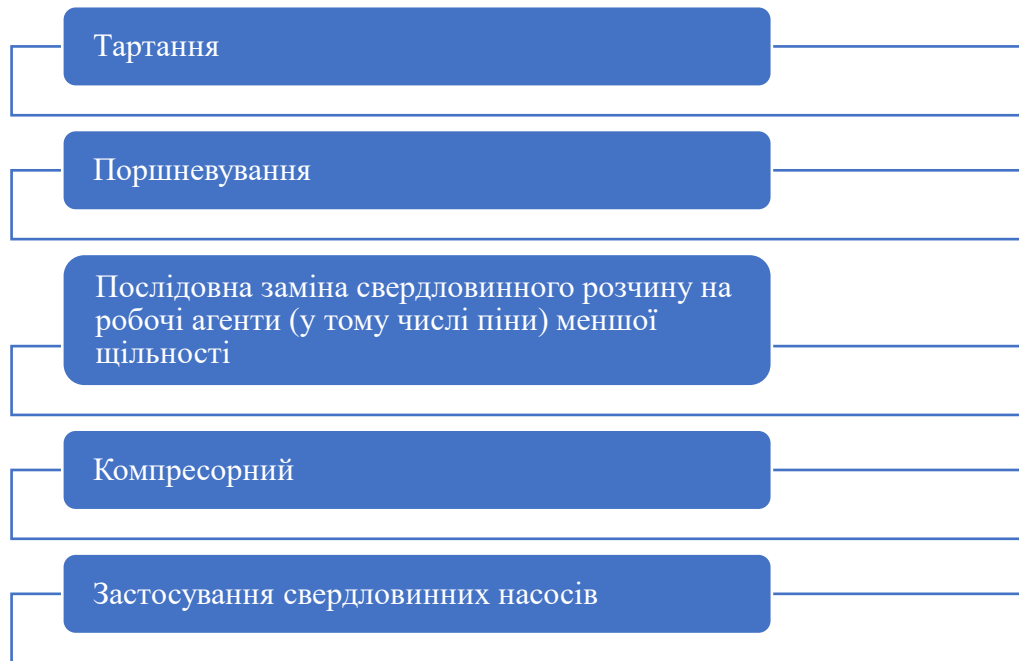 Тартання
Поршневування
Послідовна заміна свердловинного розчину на
робочі агенти (у тому числі піни) меншої
щільності
Компресорний
Застосування свердловинних насосів